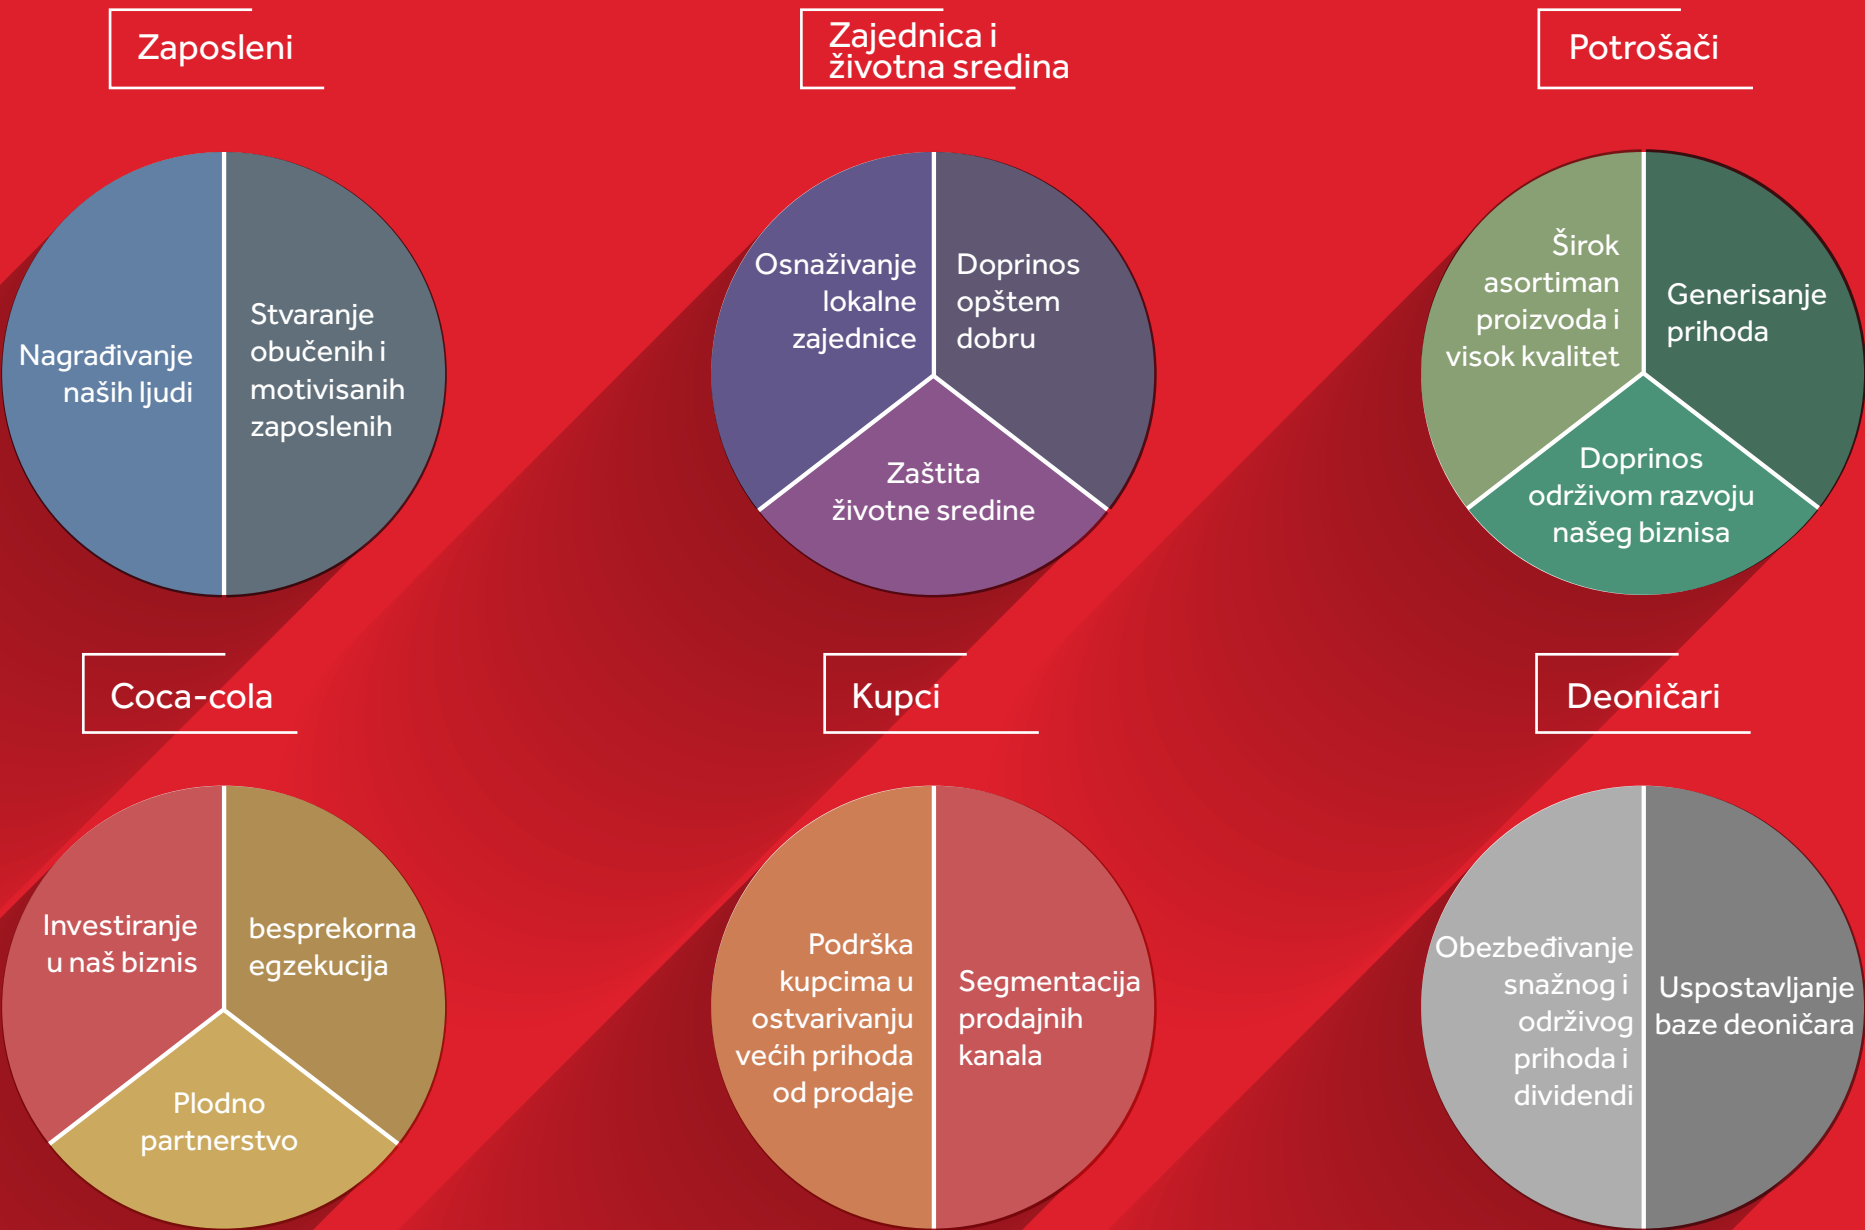 Zaposleni
Nagrađivanje
naših ljudi
Stvaranje
obučenih i
motivisanih
zaposlenih
Zajednica i
životna sredina
Osnaživanje
lokalne
zajednice
Doprinos
opštem
dobru
Zaštita
životne sredine
Potrošači
Širok
asortiman
proizvoda i
visok kvalitet
Generisanje
prihoda
Doprinos
održivom razvoju
našeg biznisa
Coca-cola
Investiranje
u naš biznis
besprekorna
egzekucija
Plodno
partnerstvo
Kupci
Podrška
kupcima u
ostvarivanju
većih prihoda
od prodaje
Segmentacija
prodajnih
kanala
Deoničari
Obezbeđivanje
snažnog i
održivog
prihoda i
dividendi
Uspostavljanje
baze deoničara